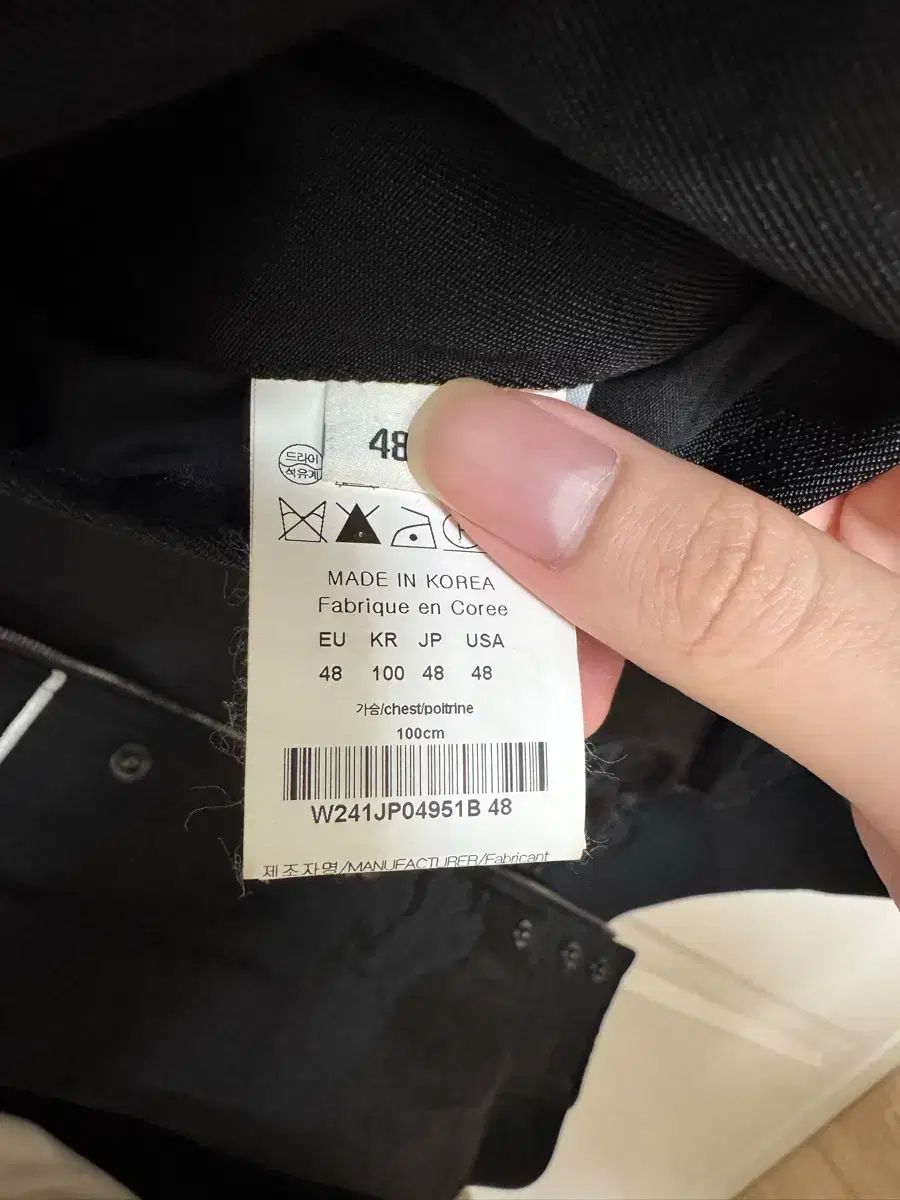 48
드라이
석유계
MADE IN KOREA
Fabrique en Coree
EU KR JP USA
48 100 48 48
가슴/chest/poitrine
100cm
W241JP04951B 48
제조자명/MANUFACTURER/Fabricant